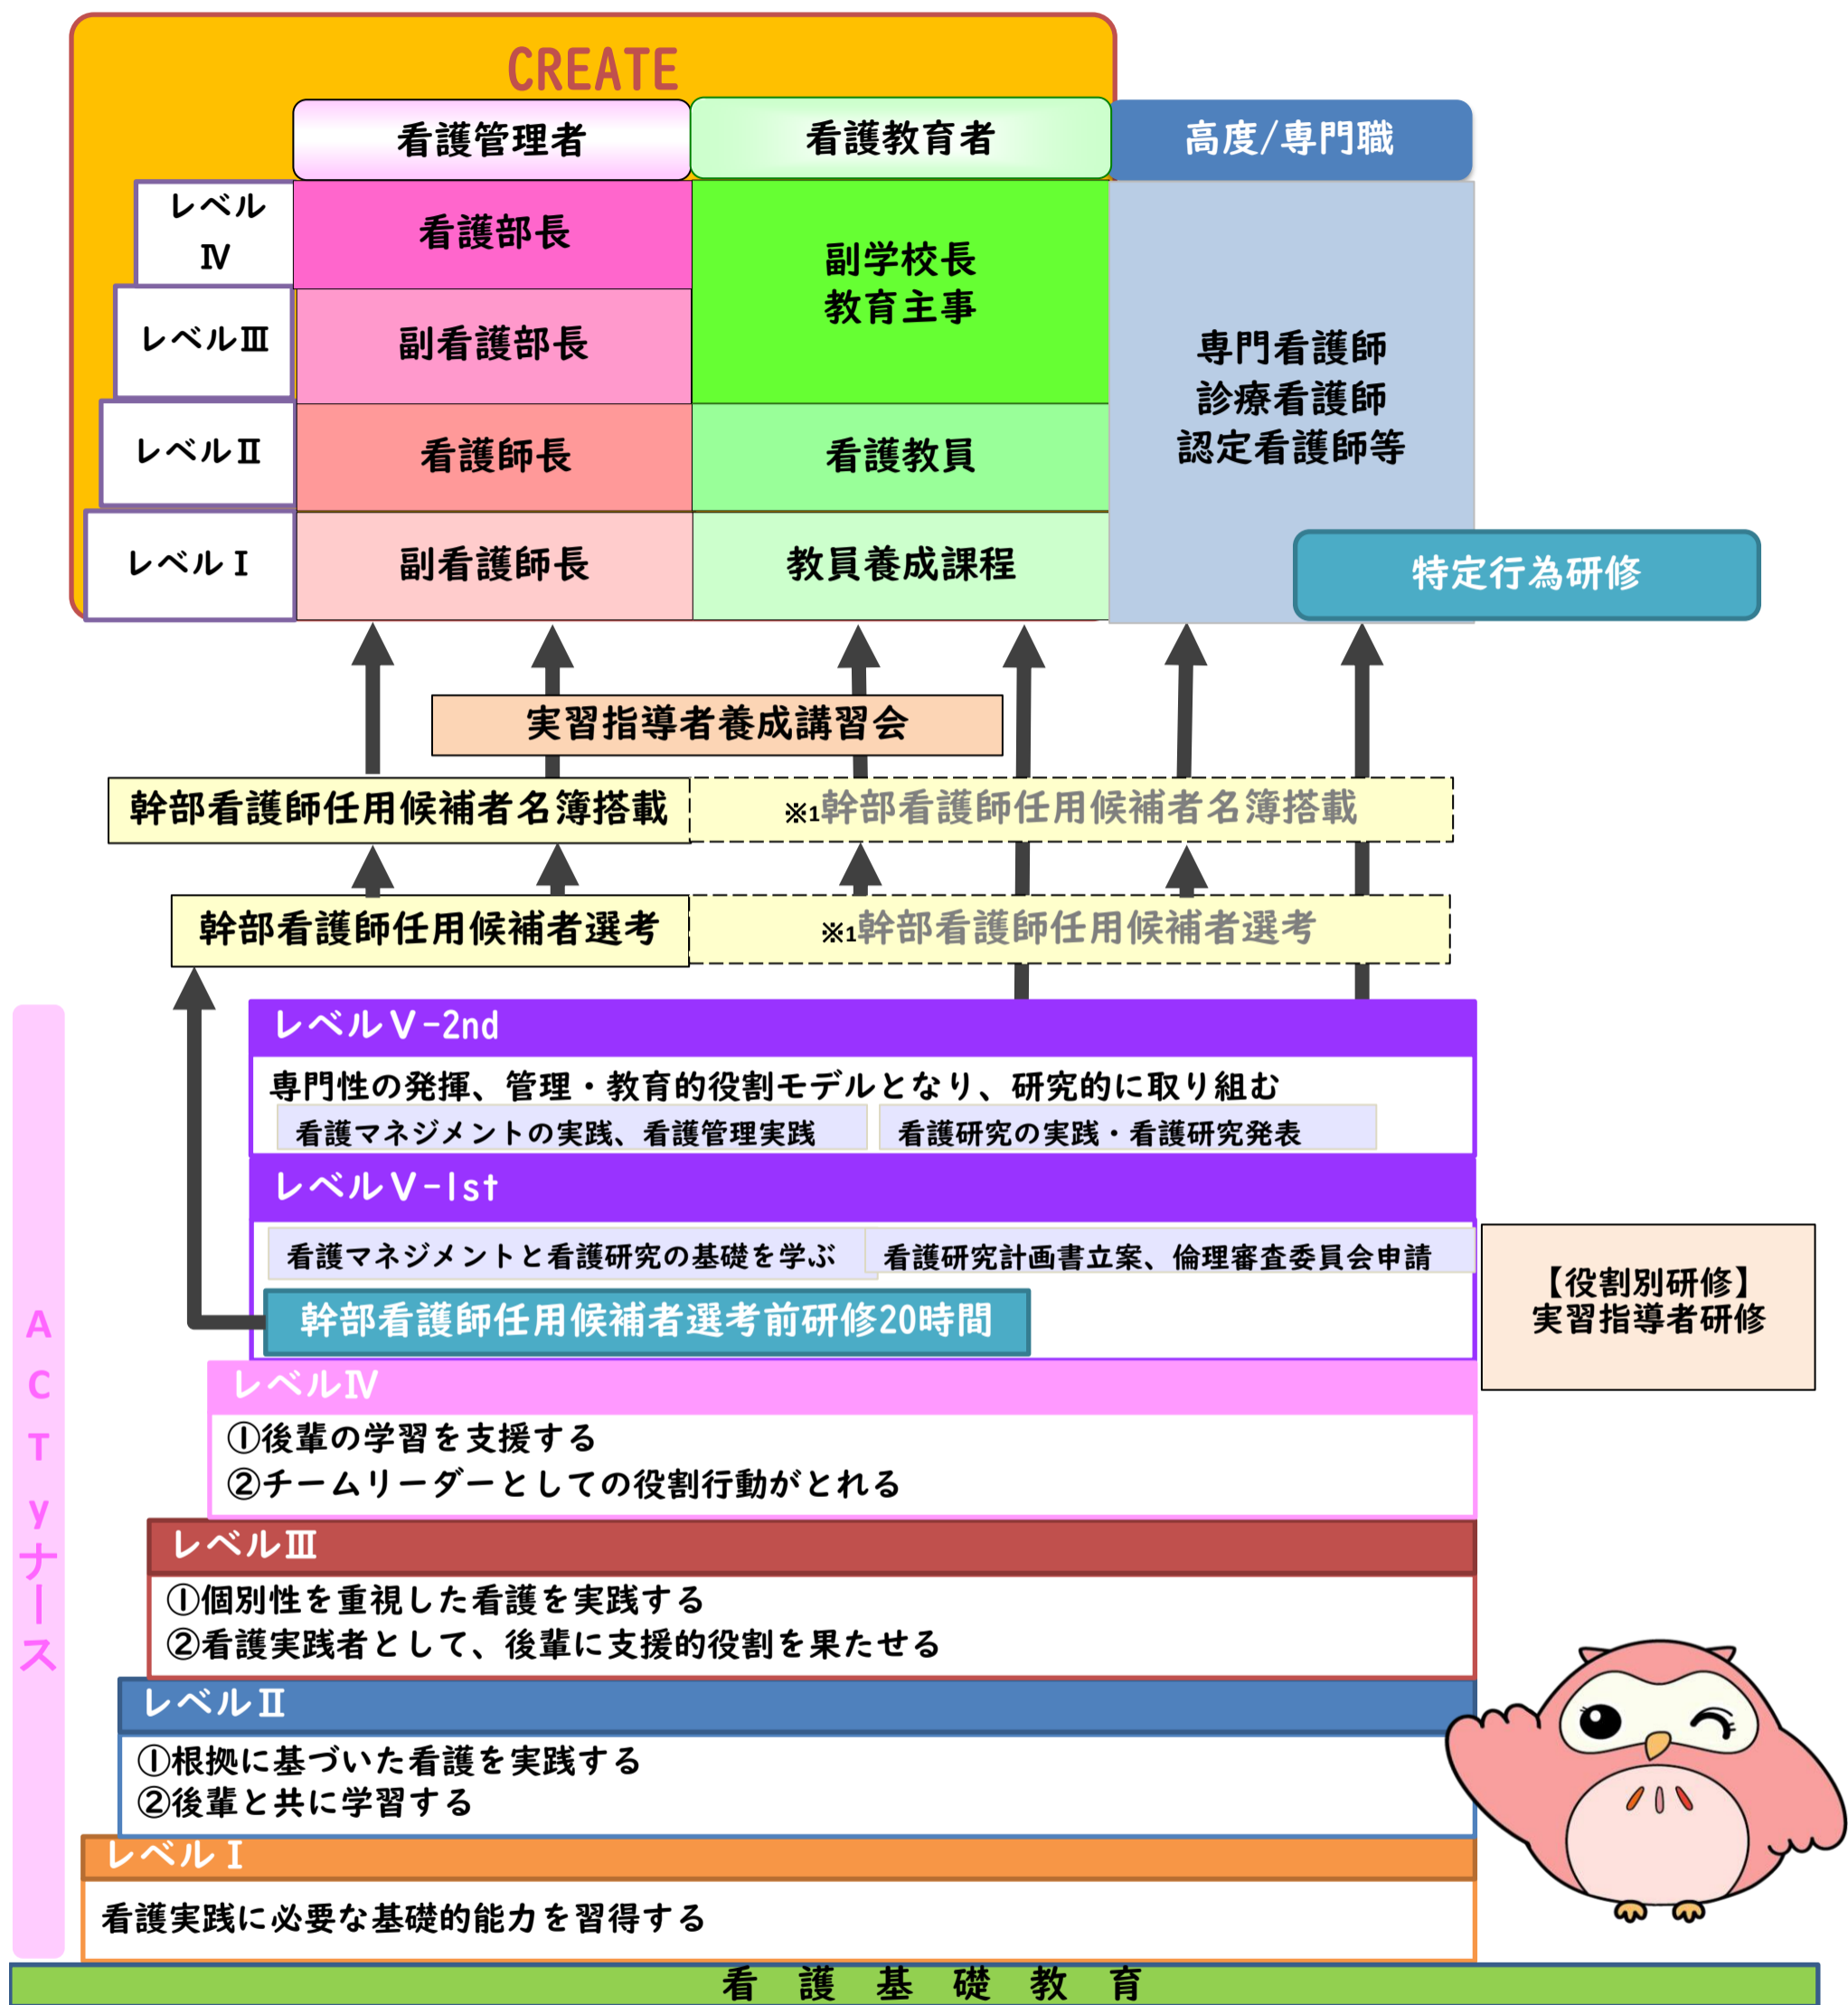 CREATE
看護管理者
看護教育者
高度/専門職
レベル
Ⅳ
看護部長
副学校長
教育主事
レベルⅢ
副看護部長
専門看護師
診療看護師
認定看護師等
レベルⅡ
看護師長
看護教員
レベルⅠ
副看護師長
教員養成課程
特定行為研修
実習指導者養成講習会
幹部看護師任用候補者名簿搭載
※1幹部看護師任用候補者名簿搭載
幹部看護師任用候補者選考
※1幹部看護師任用候補者選考
ACTyナース
レベルⅤ-2nd
専門性の発揮、管理・教育的役割モデルとなり、研究的に取り組む
看護マネジメントの実践、看護管理実践
看護研究の実践・看護研究発表
レベルⅤ-1st
看護マネジメントと看護研究の基礎を学ぶ
看護研究計画書立案、倫理審査委員会申請
幹部看護師任用候補者選考前研修20時間
【役割別研修】
実習指導者研修
レベルⅣ
①後輩の学習を支援する
②チームリーダーとしての役割行動がとれる
レベルⅢ
①個別性を重視した看護を実践する
②看護実践者として、後輩に支援的役割を果たせる
レベルⅡ
①根拠に基づいた看護を実践する
②後輩と共に学習する
レベルⅠ
看護実践に必要な基礎的能力を習得する
看 護 基 礎 教 育